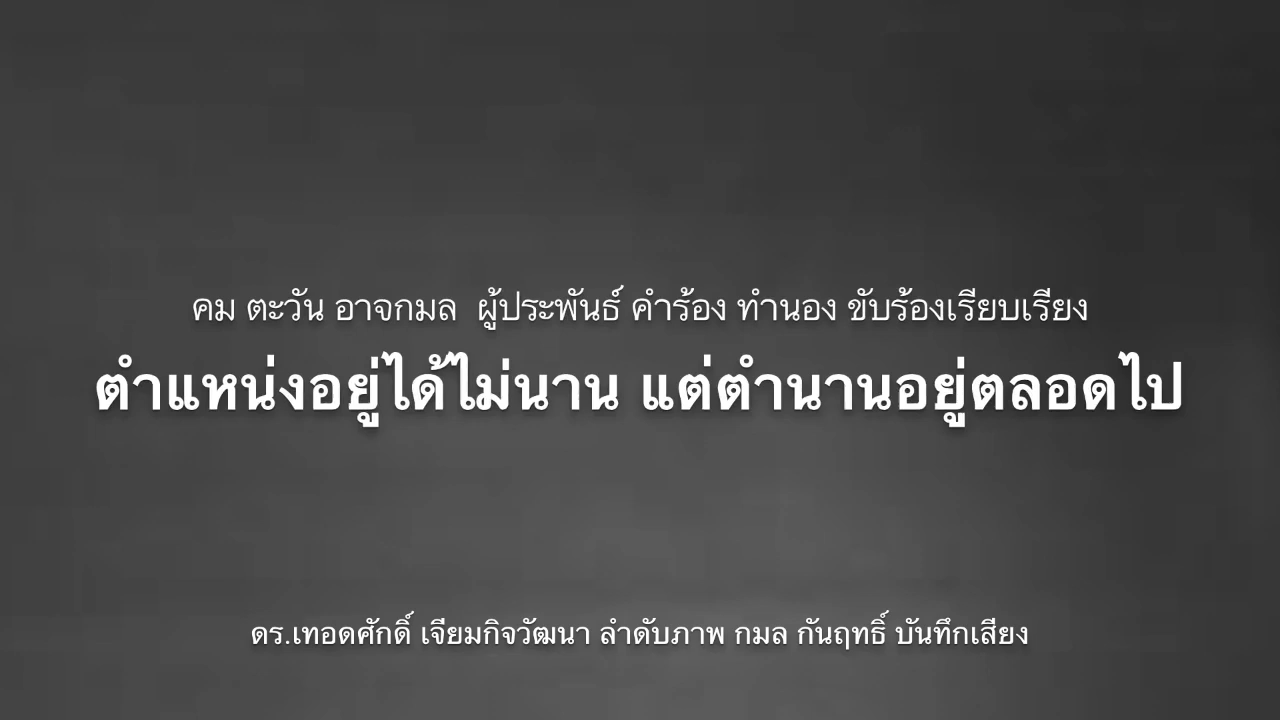 คม ตะวัน อาจกมล  ผู้ประพันธ์ คำร้อง ทำนอง ขับร้องเรียบเรียง
ตำแหน่งอยู่ได้ไม่นาน แต่ตำนานอยู่ตลอดไป
ดร.เทอดศักดิ์ เจียมกิจวัฒนา ลำดับภาพ กมล กันฤทธิ์ บันทึกเสียง